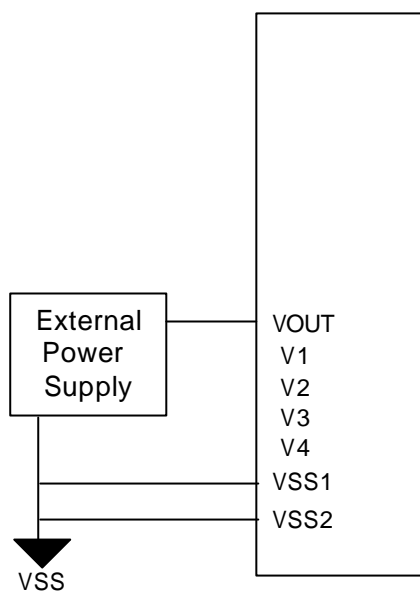 External
Power
Supply
VOUT
V1
V2
V3
V4
VSS1
VSS2
VSS